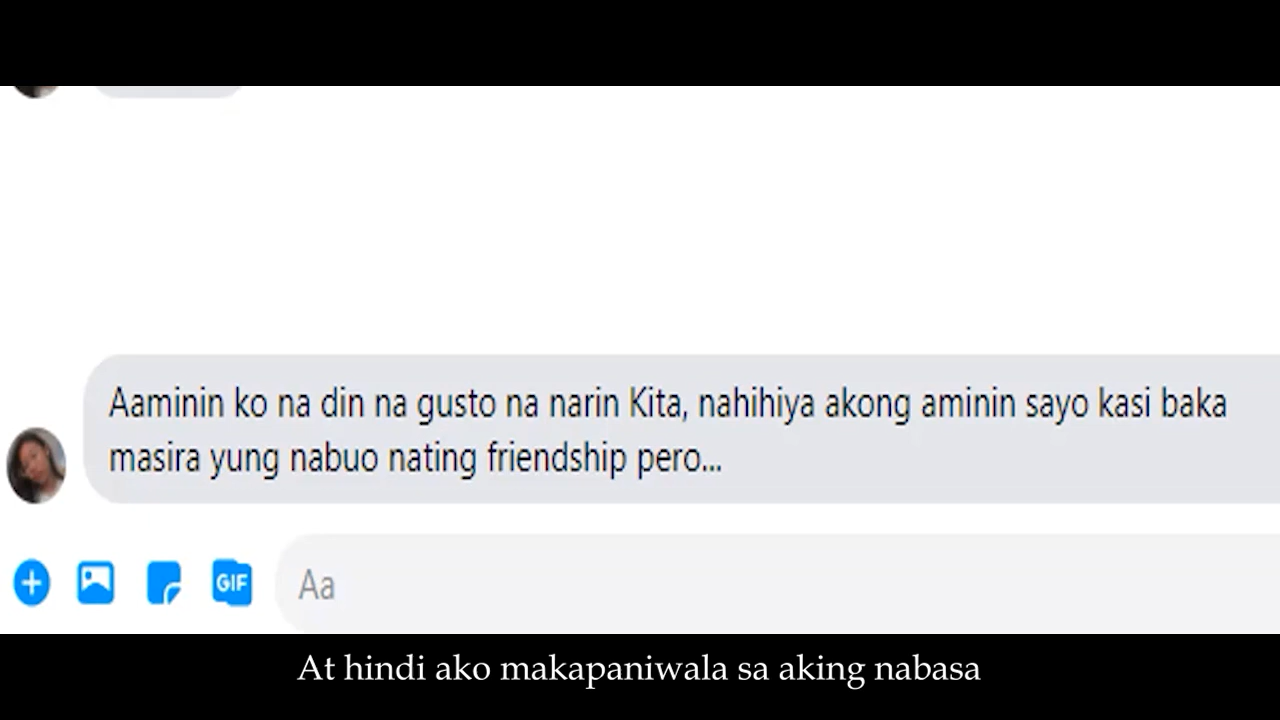 Aaminin ko na din na gusto na narin Kita, nahihiya akong aminin sayo kasi baka
masira yung nabuo nating friendship pero...
GIF
Aa
At hindi ako makapaniwala sa aking nabasa